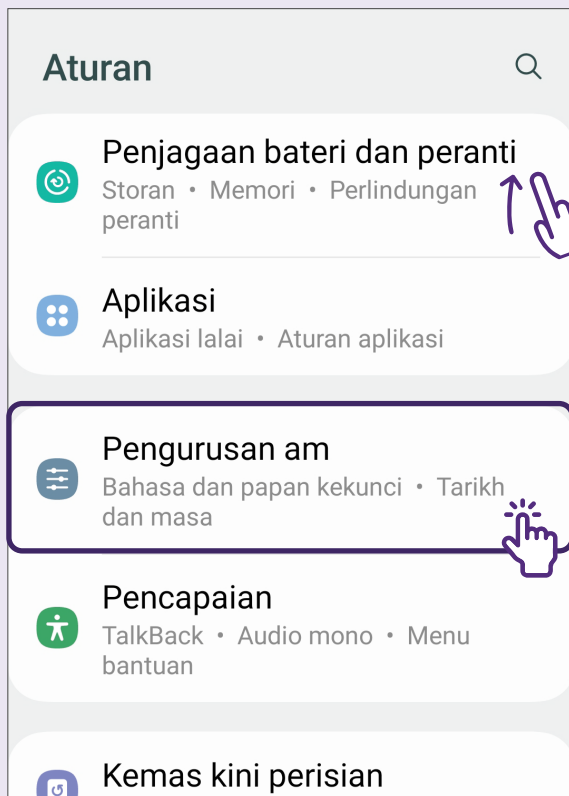 Aturan
Penjagaan bateri dan peranti
Storan • Memori • Perlindungan
peranti
Aplikasi
Aplikasi lalai • Aturan aplikasi
Pengurusan am
Bahasa dan papan kekunci • Tarikh
dan masa
Pencapaian
TalkBack • Audio mono • Menu
bantuan
Kemas kini perisian